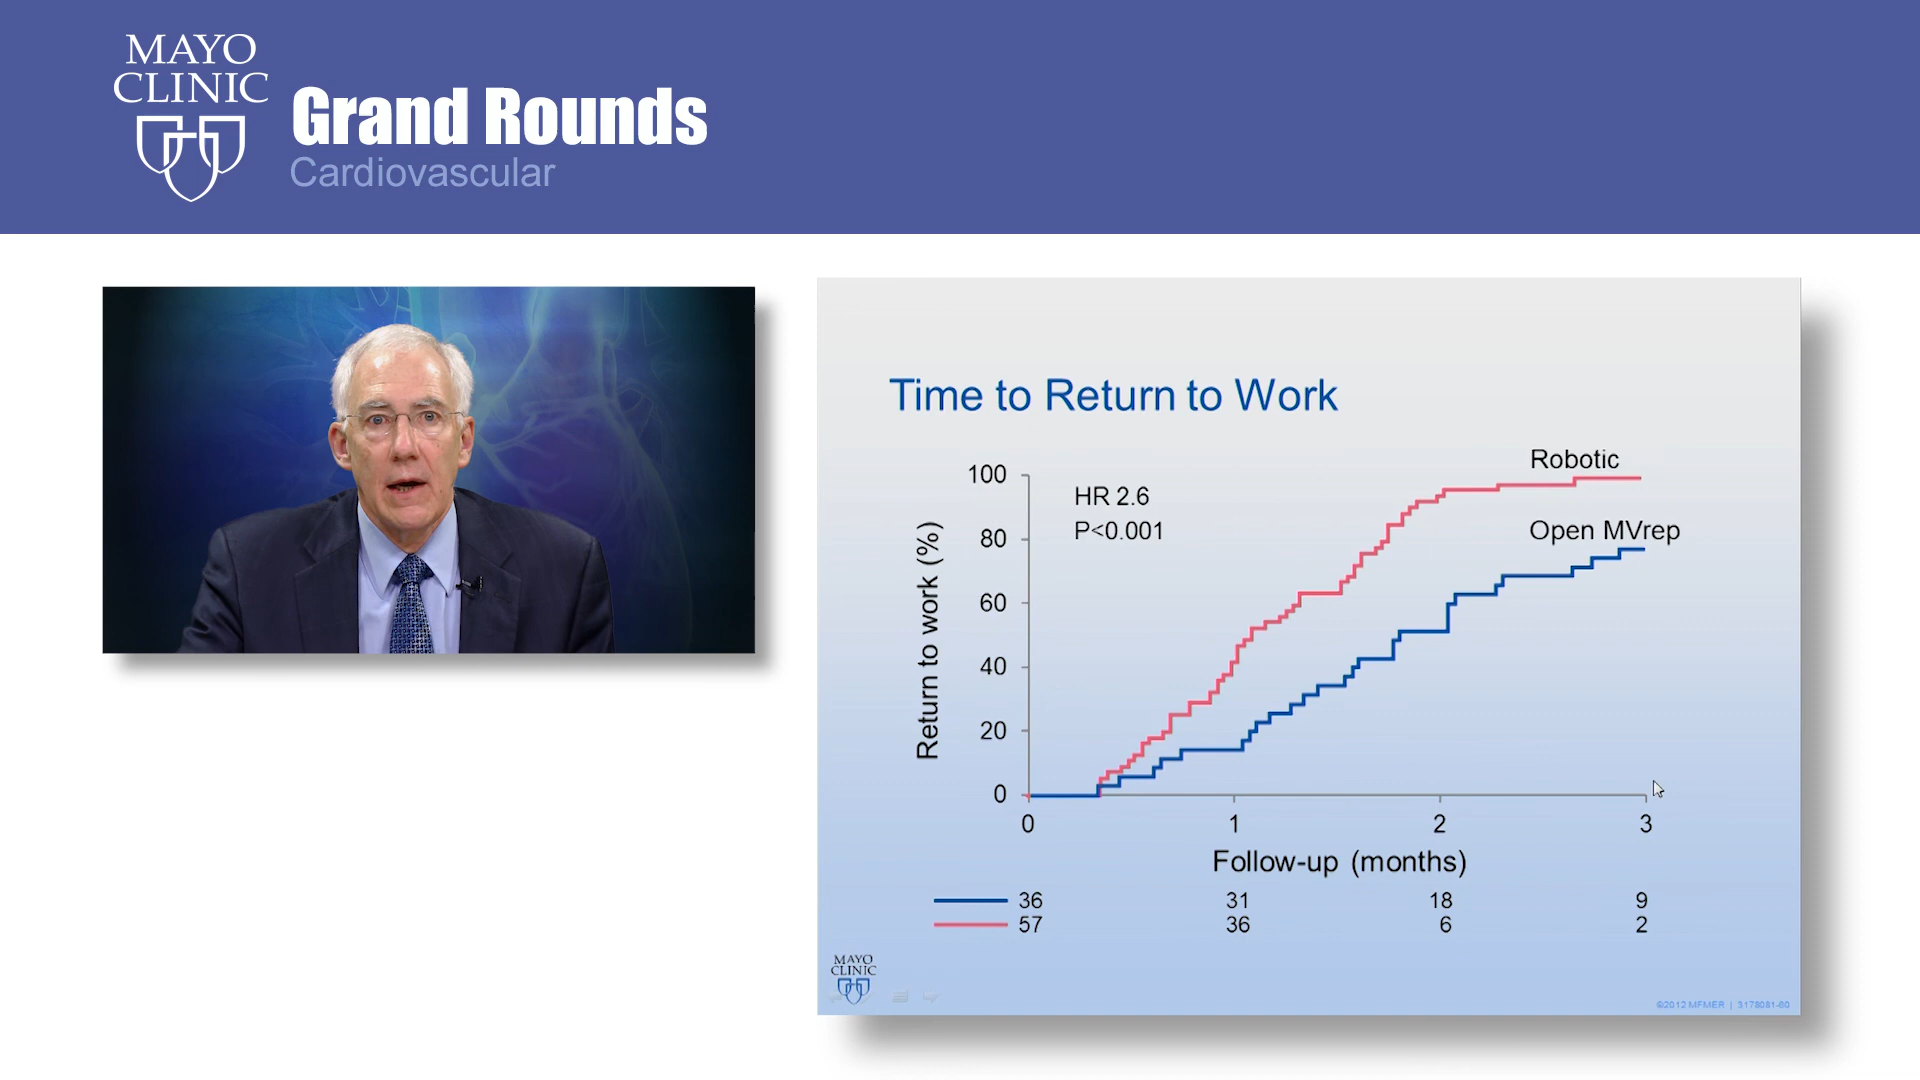 MAYO
CLINIC
Grand Rounds
Cardiovascular
Time to Return to Work
Robotic
Open MVrep
HR 2.6
P<0.001
Return to work (%)
100
80
60
40
20
0
0 1 2 3
Follow-up (months)
36 31 18 9
57 36 6 2
MAYO
CLINIC
©2012 MFMER | 3178081-60